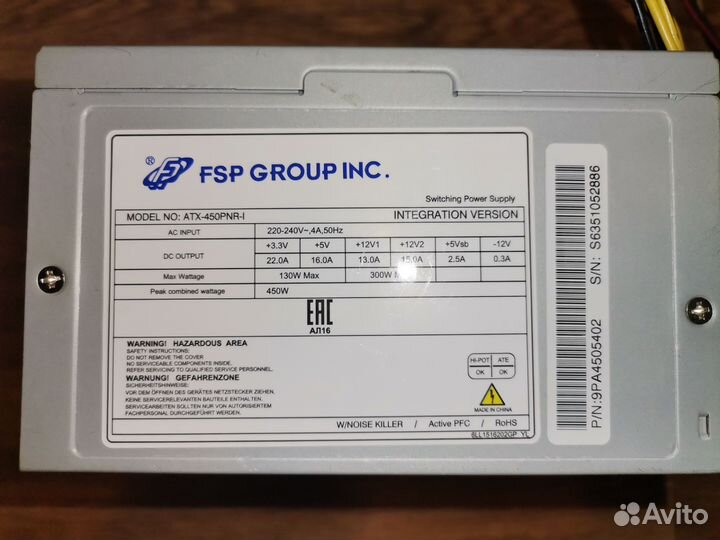 ® FSP GROUP INC.
Switching Power Supply
MODEL NO: ATX-450PNR-I INTEGRATION VERSION
AC INPUT 220-240V~,4A,50Hz
DC OUTPUT +3.3V +5V +12V1 +12V2 +5Vsb -12V
22.0A 16.0A 13.0A 15.0A 2.5A 0.3A
Max Wattage 130W Max 300W
Peak combined wattage 450W
EAC
АЛ16
WARNING! HAZARDOUS AREA
SAFETY INSTRUCTIONS:
DO NOT REMOVE THE COVER
NO SERVICEABLE COMPONENTS INSIDE.
REFER SERVICING TO QUALIFIED SERVICE PERSONNEL.
WARNUNG! GEFAHRENZONE
SICHERHEITSHINWEISE:
VOR DEM ÖFFNEN DES GERÄTES NETZSTECKER ZIEHEN.
KEINE SERVICERELEVANTEN BAUTEILE ENTHALTEN.
SERVICEARBEITEN SOLLTEN NUR VON AUTORISIERTEM
FACHPERSONAL DURCHGEFÜHRT WERDEN.
HI-POT ATE
OK OK
MADE IN CHINA
W/NOISE KILLER / Active PFC / RoHS
6LL1516202GP YL
P/N:9PA4505402 S/N: S6351052886
Avito